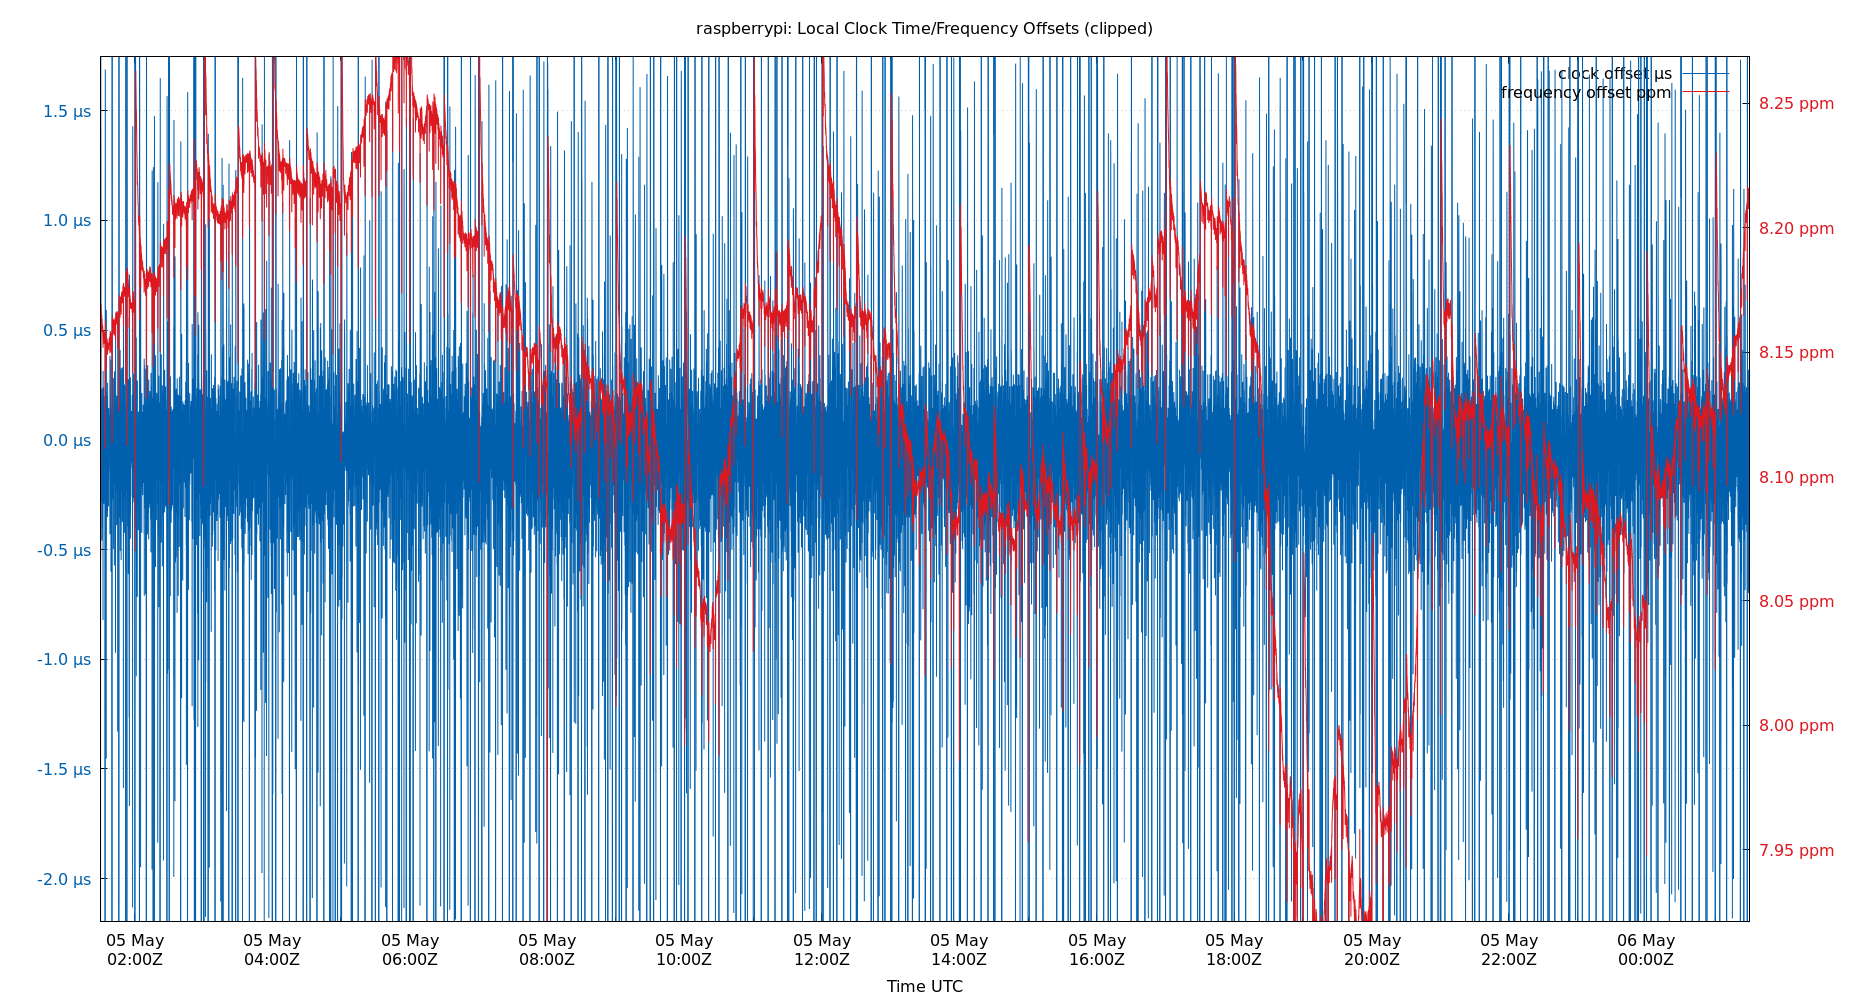 raspberrypi: Local Clock Time/Frequency Offsets (clipped)
clock offset µs
frequency offset ppm
1.5 µs
1.0 µs
0.5 µs
0.0 µs
-0.5 µs
-1.0 µs
-1.5 µs
-2.0 µs
8.25 ppm
8.20 ppm
8.15 ppm
8.10 ppm
8.05 ppm
8.00 ppm
7.95 ppm
05 May 05 May 05 May 05 May 05 May 05 May 05 May 05 May 05 May 05 May 05 May 06 May
02:00Z 04:00Z 06:00Z 08:00Z 10:00Z 12:00Z 14:00Z 16:00Z 18:00Z 20:00Z 22:00Z 00:00Z
Time UTC